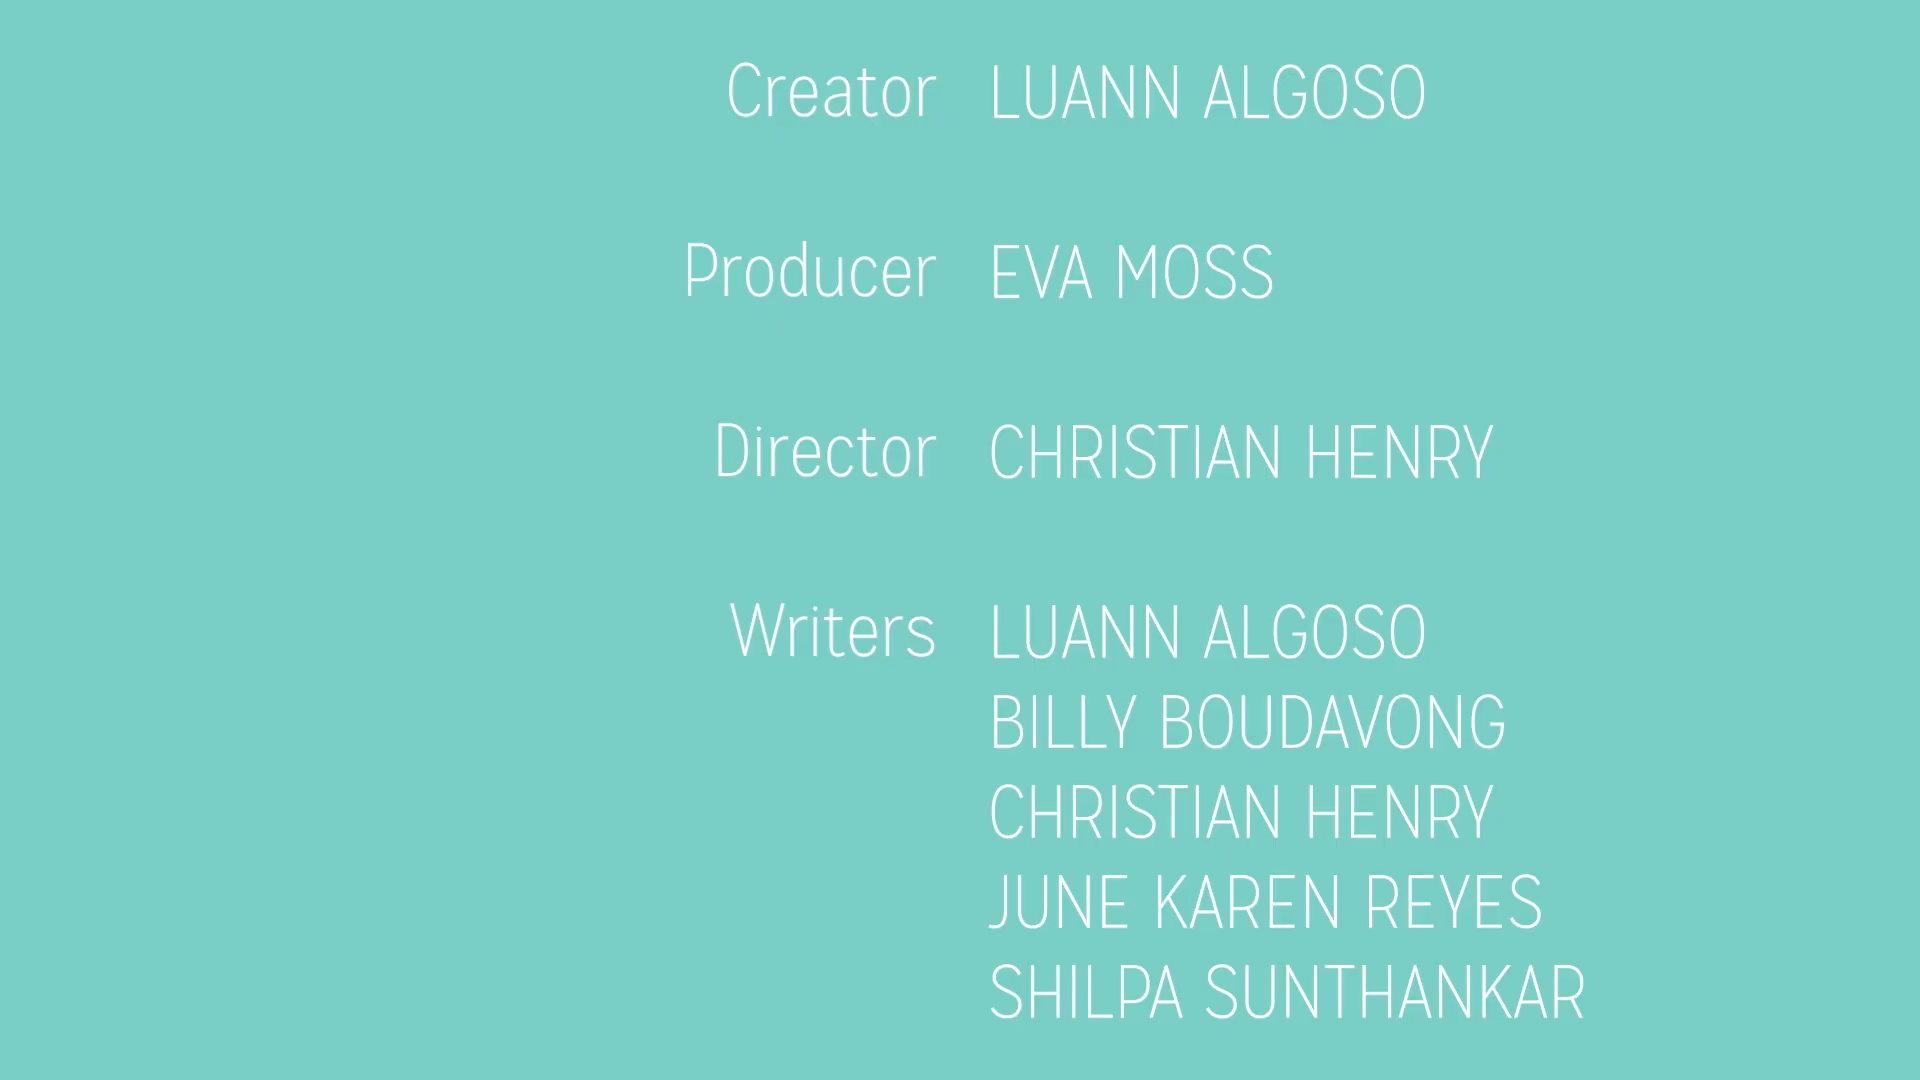 Creator LUANN ALGOSO
Producer EVA MOSS
Director CHRISTIAN HENRY
Writers LUANN ALGOSO
BILLY BOUDAVONG
CHRISTIAN HENRY
JUNE KAREN REYES
SHILPA SUNTHANKAR